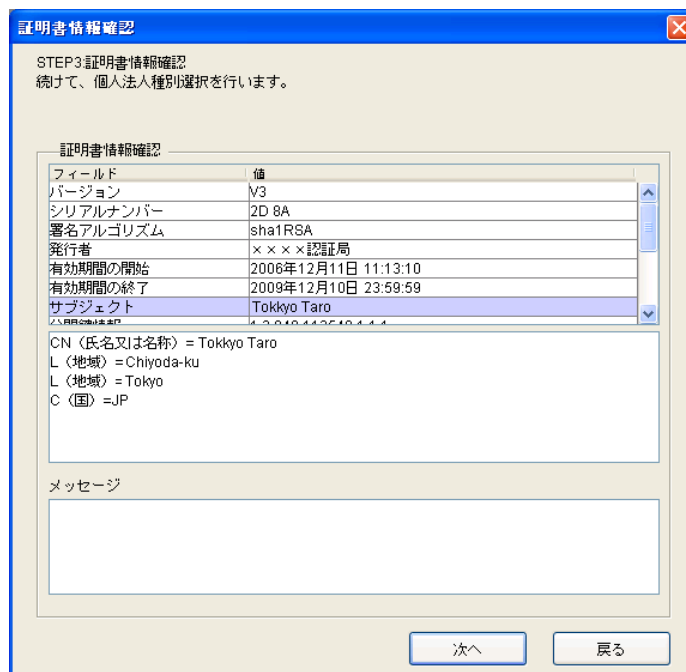 証明書情報確認
STEP3:証明書情報確認
続けて、個人法人種別選択を行います。
証明書情報確認
フィールド 値
バージョン V3
シリアルナンバー 2D 8A
署名アルゴリズム sha1RSA
発行者 ××××認証局
有効期間の開始 2006年12月11日 11:13:10
有効期間の終了 2009年12月10日 23:59:59
サブジェクト Tokkyo Taro
CN（氏名又は名称）= Tokkyo Taro
L（地域）=Chiyoda-ku
L（地域）=Tokyo
C（国）=JP
メッセージ
次へ 戻る